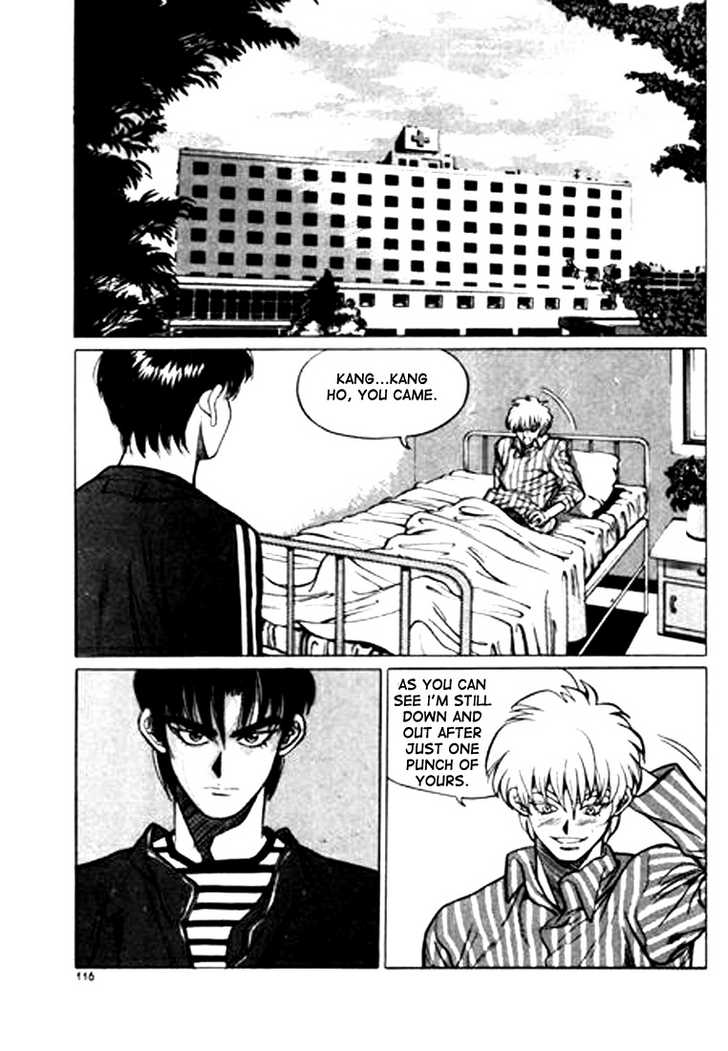 KANG...KANG
HO, YOU CAME.
AS YOU CAN
SEE I'M STILL
DOWN AND
OUT AFTER
JUST ONE
PUNCH OF
YOURS.
116